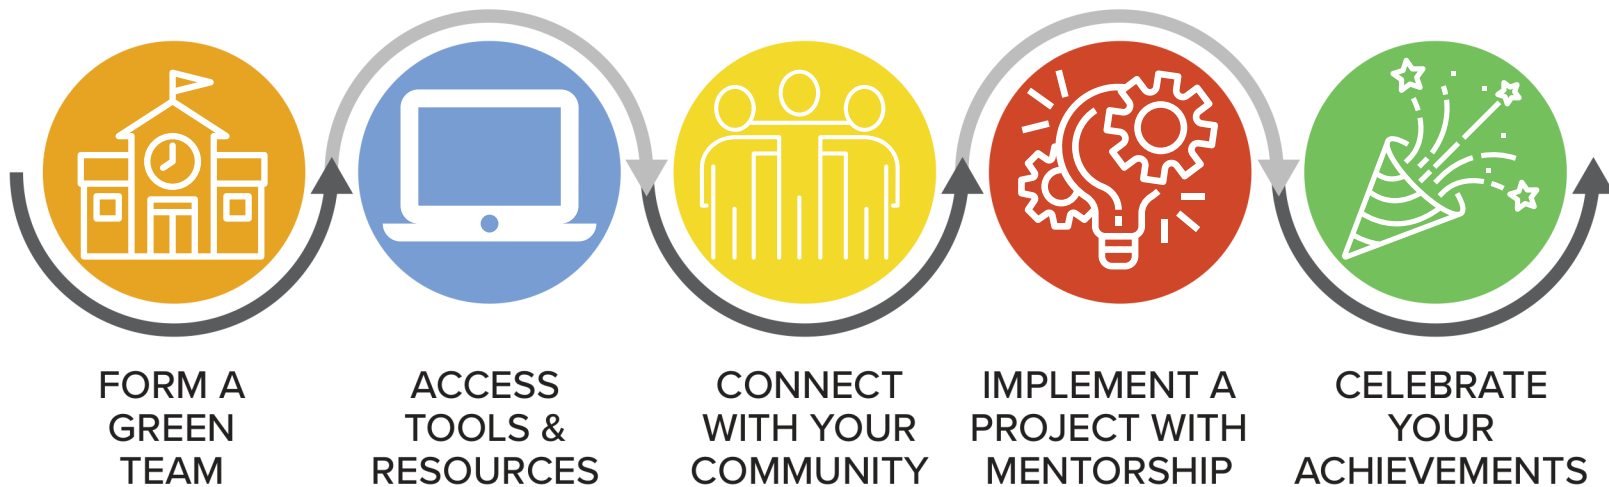 FORM A
GREEN
TEAM
ACCESS
TOOLS &
RESOURCES
CONNECT
WITH YOUR
COMMUNITY
IMPLEMENT A
PROJECT WITH
MENTORSHIP
CELEBRATE
YOUR
ACHIEVEMENTS